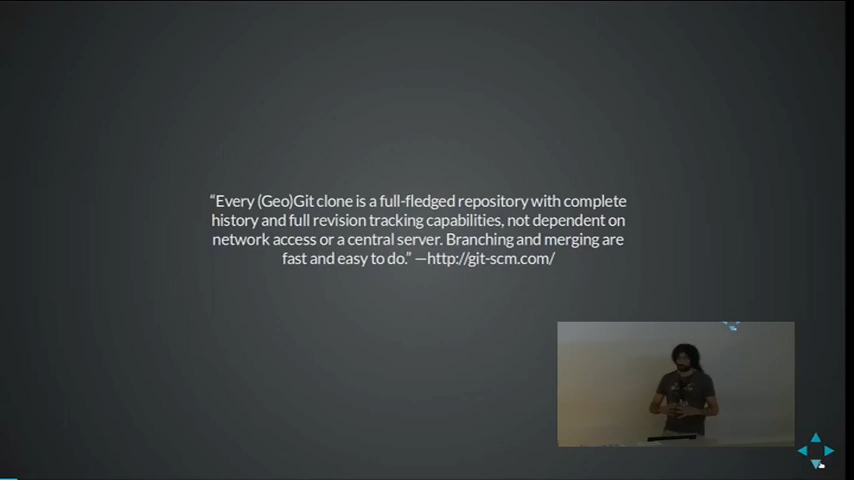 “Every (Geo)Git clone is a full-fledged repository with complete
history and full revision tracking capabilities, not dependent on
network access or a central server. Branching and merging are
fast and easy to do.” —http://git-scm.com/